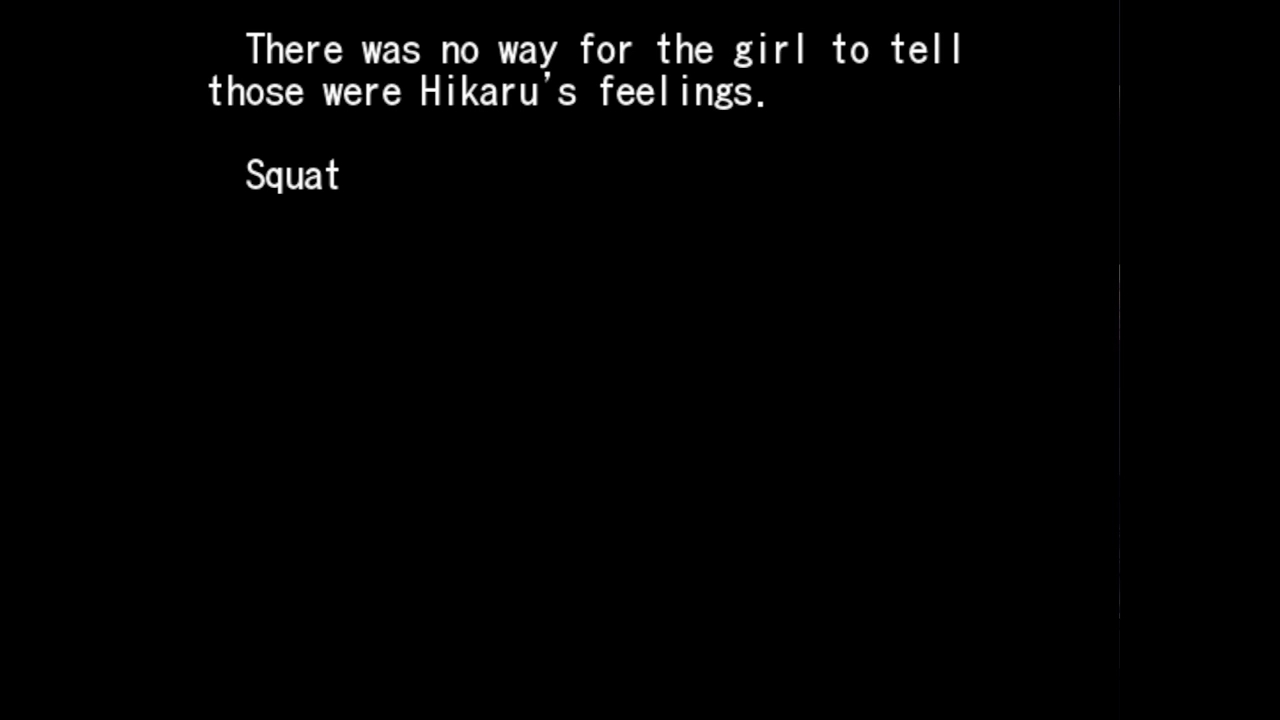 There was no way for the girl to tell
those were Hikaru's feelings.
Squat